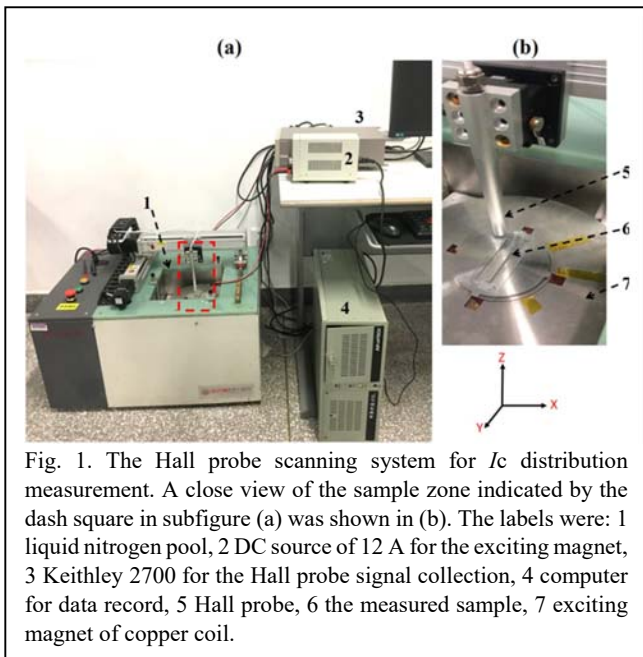 (a)
(b)
3
2
1
4
5
6
7
Z
X
Y
Fig. 1. The Hall probe scanning system for Ic distribution
measurement. A close view of the sample zone indicated by the
dash square in subfigure (a) was shown in (b). The labels were: 1
liquid nitrogen pool, 2 DC source of 12 A for the exciting magnet,
3 Keithley 2700 for the Hall probe signal collection, 4 computer
for data record, 5 Hall probe, 6 the measured sample, 7 exciting
magnet of copper coil.